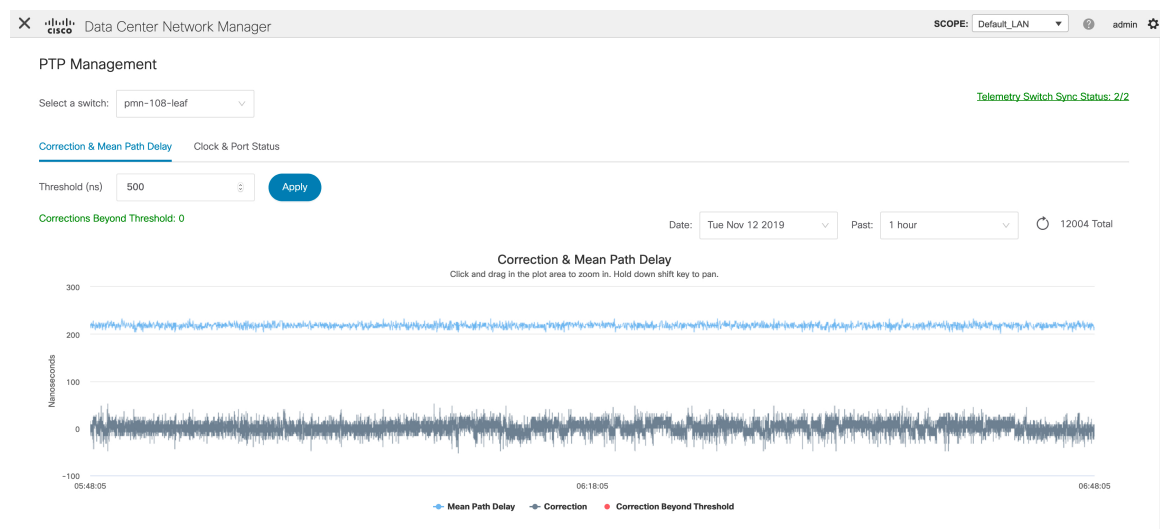 CISCO Data Center Network Manager SCOPE: Default_LAN ? admin
PTP Management
Select a switch: pmn-108-leaf
Telemetry Switch Sync Status: 2/2
Correction & Mean Path Delay Clock & Port Status
Threshold (ns) 500 Apply
Corrections Beyond Threshold: 0
Date: Tue Nov 12 2019 Past: 1 hour 12004 Total
Correction & Mean Path Delay
Click and drag in the plot area to zoom in. Hold down shift key to pan.
300
200
100
0
-100
Nanoseconds
05:48:05 06:18:05 06:48:05
Mean Path Delay Correction Correction Beyond Threshold